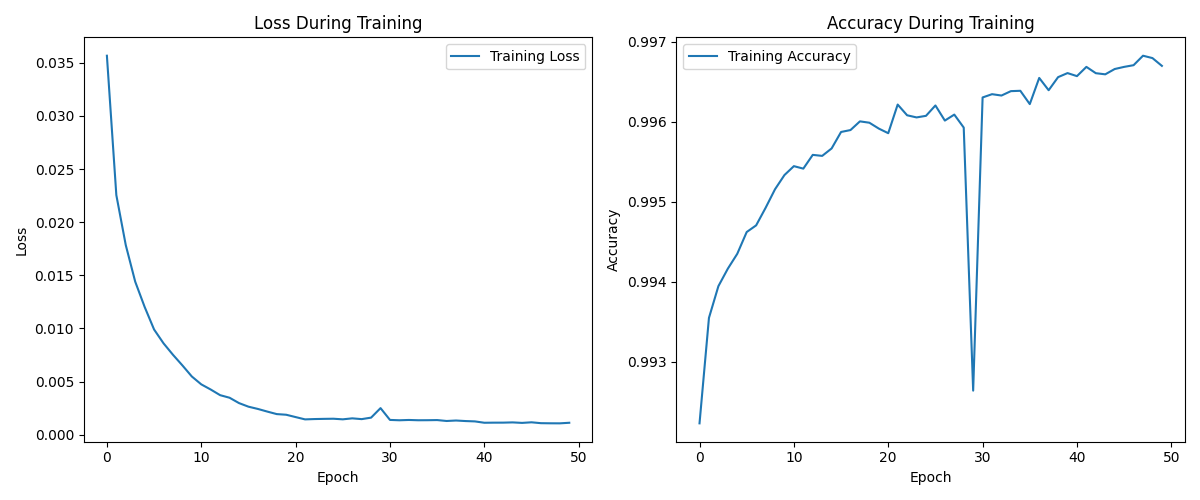 Loss During Training
Training Loss
0.035
0.030
0.025
0.020
0.015
0.010
0.005
0.000
Loss
0 10 20 30 40 50
Epoch
Accuracy During Training
Training Accuracy
0.997
0.996
0.995
0.994
0.993
Accuracy
0 10 20 30 40 50
Epoch